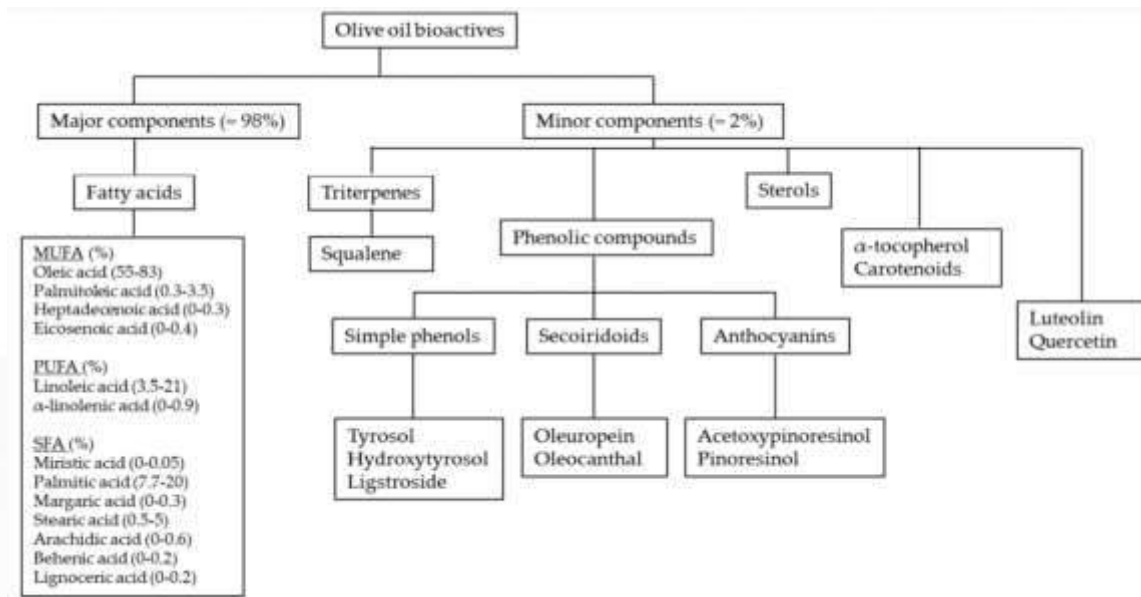 Olive oil bioactives
Major components (≈ 98%)
Minor components (≈ 2%)
Fatty acids
Triterpenes
Sterols
Phenolic compounds
Squalene
α-tocopherol
Carotenoids
MUFA (%)
Oleic acid (55-83)
Palmitoleic acid (0.3-3.5)
Heptadecenoic acid (0-0.3)
Eicosenoic acid (0-0.4)
PUFA (%)
Linoleic acid (3.5-21)
α-linolenic acid (0-0.9)
SFA (%)
Miristic acid (0-0.05)
Palmitic acid (7.7-20)
Margaric acid (0-0.3)
Stearic acid (0.5-5)
Arachidic acid (0-0.6)
Behenic acid (0-0.2)
Lignoceric acid (0-0.2)
Simple phenols
Secoiridoids
Anthocyanins
Luteolin
Quercetin
Tyrosol
Hydroxytyrosol
Ligstroside
Oleuropein
Oleocanthal
Acetoxypinoresinol
Pinoresinol